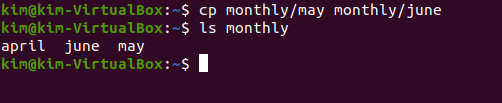 kim@kim-VirtualBox:~$ cp monthly/may monthly/june
kim@kim-VirtualBox:~$ ls monthly
april  june  may
kim@kim-VirtualBox:~$